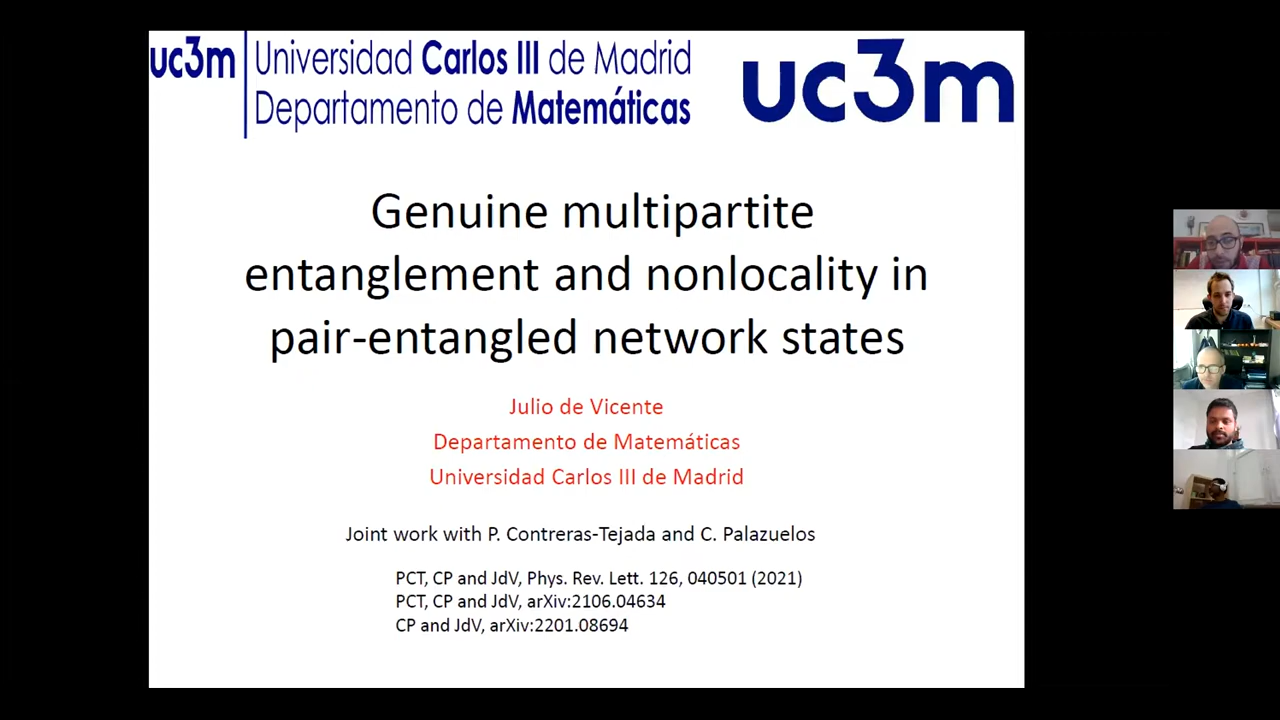 uc3m
Universidad Carlos III de Madrid
Departamento de Matemáticas
uc3m
Genuine multipartite
entanglement and nonlocality in
pair-entangled network states
Julio de Vicente
Departamento de Matemáticas
Universidad Carlos III de Madrid
Joint work with P. Contreras-Tejada and C. Palazuelos
PCT, CP and JdV, Phys. Rev. Lett. 126, 040501 (2021)
PCT, CP and JdV, arXiv:2106.04634
CP and JdV, arXiv:2201.08694